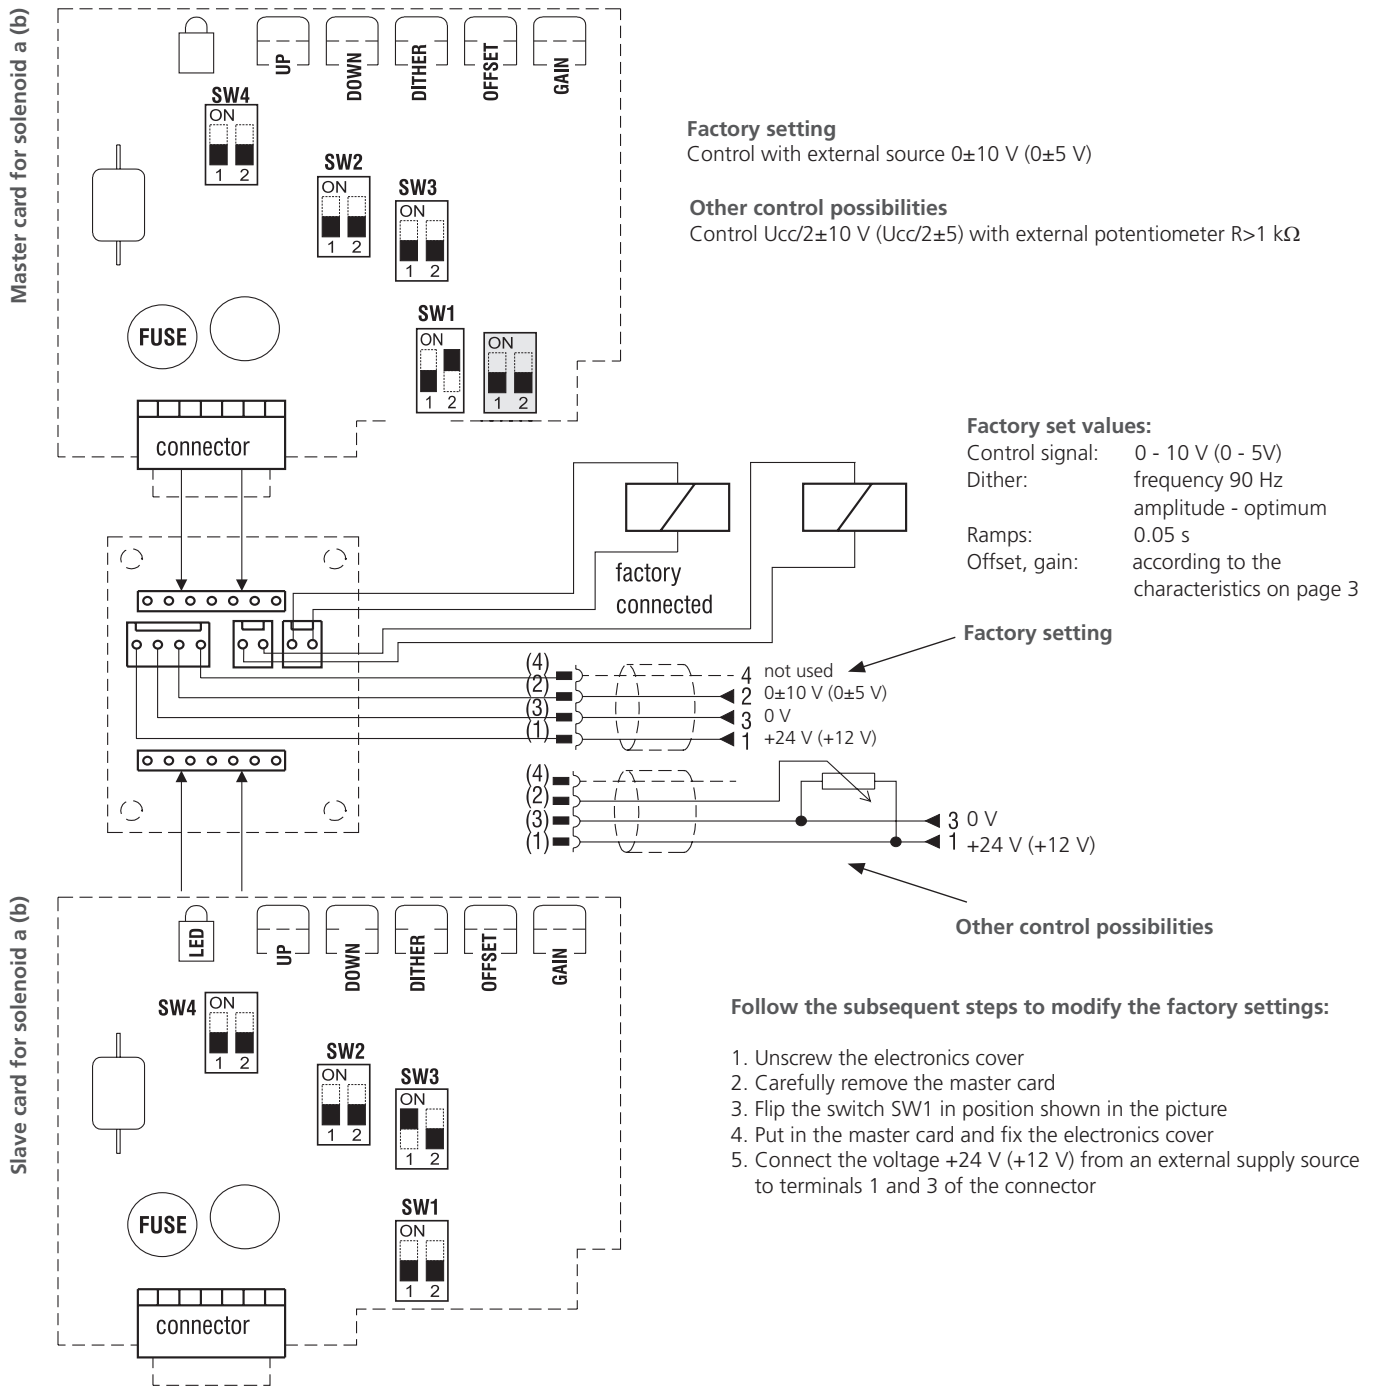 Master card for solenoid a (b)
UP
DOWN
DITHER
OFFSET
GAIN
SW4
ON
1 2
SW2
ON
1 2
SW3
ON
1 2
SW1
ON
1 2
ON
1 2
FUSE
connector
Factory setting
Control with external source 0±10 V (0±5 V)
Other control possibilities
Control Ucc/2±10 V (Ucc/2±5) with external potentiometer R>1 kΩ
Factory set values:
Control signal: 0 - 10 V (0 - 5V)
Dither: frequency 90 Hz
amplitude - optimum
Ramps: 0.05 s
Offset, gain: according to the
characteristics on page 3
factory
connected
Factory setting
(4) 4 not used
(2) 2 0±10 V (0±5 V)
(3) 3 0 V
(1) 1 +24 V (+12 V)
(4)
(2)
(3) 3 0 V
(1) 1 +24 V (+12 V)
Other control possibilities
Slave card for solenoid a (b)
LED
UP
DOWN
DITHER
OFFSET
GAIN
SW4
ON
1 2
SW2
ON
1 2
SW3
ON
1 2
SW1
ON
1 2
FUSE
connector
Follow the subsequent steps to modify the factory settings:
1. Unscrew the electronics cover
2. Carefully remove the master card
3. Flip the switch SW1 in position shown in the picture
4. Put in the master card and fix the electronics cover
5. Connect the voltage +24 V (+12 V) from an external supply source
to terminals 1 and 3 of the connector